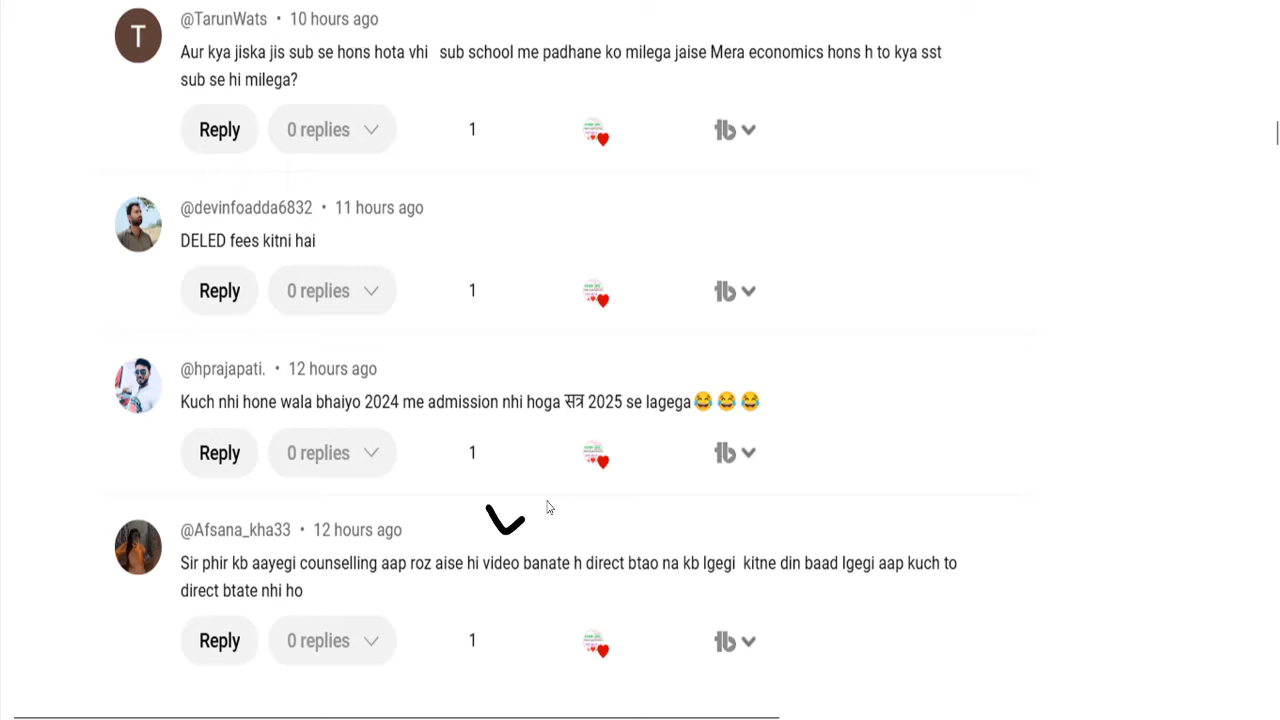 T
@TarunWats • 10 hours ago
Aur kya jiska jis sub se hons hota vhi sub school me padhane ko milega jaise Mera economics hons h to kya sst
sub se hi milega?
Reply 0 replies 1
@devinfoadda6832 • 11 hours ago
DELED fees kitni hai
Reply 0 replies 1
@hprajapati. • 12 hours ago
Kuch nhi hone wala bhaiyo 2024 me admission nhi hoga सत्र 2025 se lagega😂😂😂
Reply 0 replies 1
@Afsana_kha33 • 12 hours ago
Sir phir kb aayegi counselling aap roz aise hi video banate h direct btao na kb lgegi kitne din baad lgegi aap kuch to
direct btate nhi ho
Reply 0 replies 1